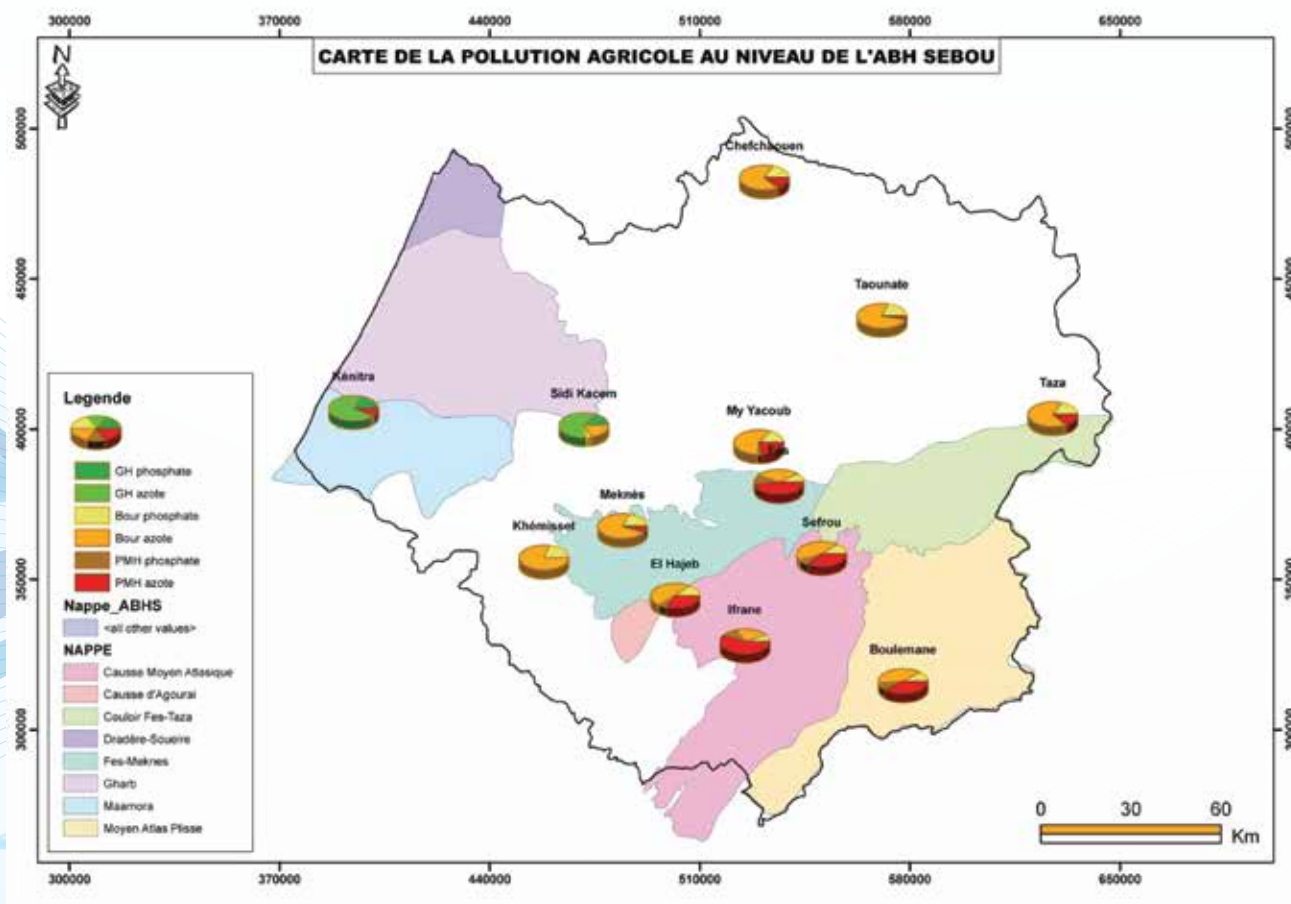 300000 370000 440000 510000 580000 650000
CARTE DE LA POLLUTION AGRICOLE AU NIVEAU DE L'ABH SEBOU
N
500000
450000
400000
350000
300000
Chefchaouen
Taounate
Taza
Kénitra
Sidi Kacem
My Yacoub
Meknès
Khémisset
Sefrou
El Hajeb
Ifrane
Boulemane
Legende
GH phosphate
GH azote
Bour phosphate
Bour azote
PMH phosphate
PMH azote
Nappe_ABHS
<all other values>
NAPPE
Causse Moyen Atlasique
Causse d'Agourai
Couloir Fes-Taza
Dradère-Soueire
Fes-Meknes
Gharb
Maamora
Moyen Atlas Plisse
0 30 60
Km
300000 370000 440000 510000 580000 650000